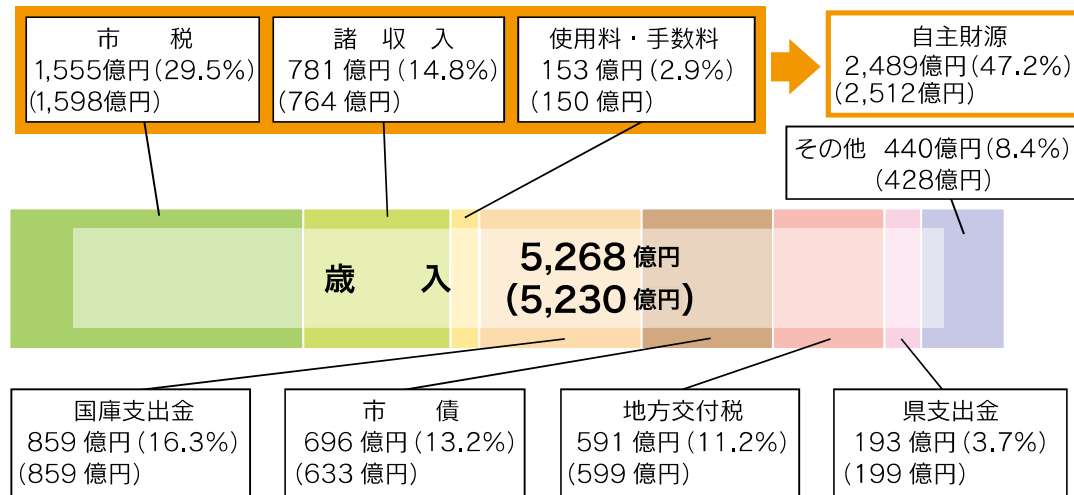 市　　税
1,555億円(29.5%)
(1,598億円)
諸　収　入
781 億円(14.8%)
(764 億円)
使用料・手数料
153 億円(2.9%)
(150 億円)
自主財源
2,489億円(47.2%)
(2,512億円)
その他 440億円(8.4%)
(428億円)
歳　　入
5,268 億円
(5,230 億円)
国庫支出金
859 億円(16.3%)
(859 億円)
市　　債
696 億円(13.2%)
(633 億円)
地方交付税
591 億円(11.2%)
(599 億円)
県支出金
193 億円(3.7%)
(199 億円)